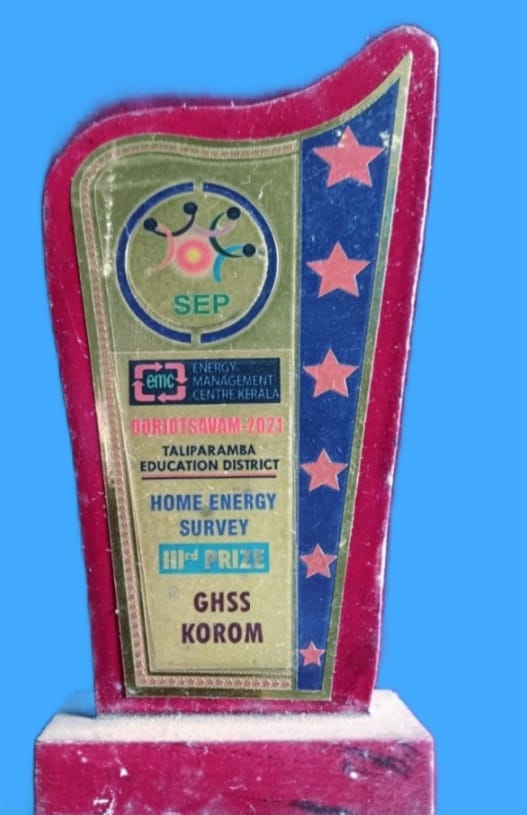 SEP
emc
ENERGY
MANAGEMENT
CENTRE KERALA
OORJOTSAVAM-2021
TALIPARAMBA
EDUCATION DISTRICT
HOME ENERGY
SURVEY
IIIrd PRIZE
GHSS
KOROM